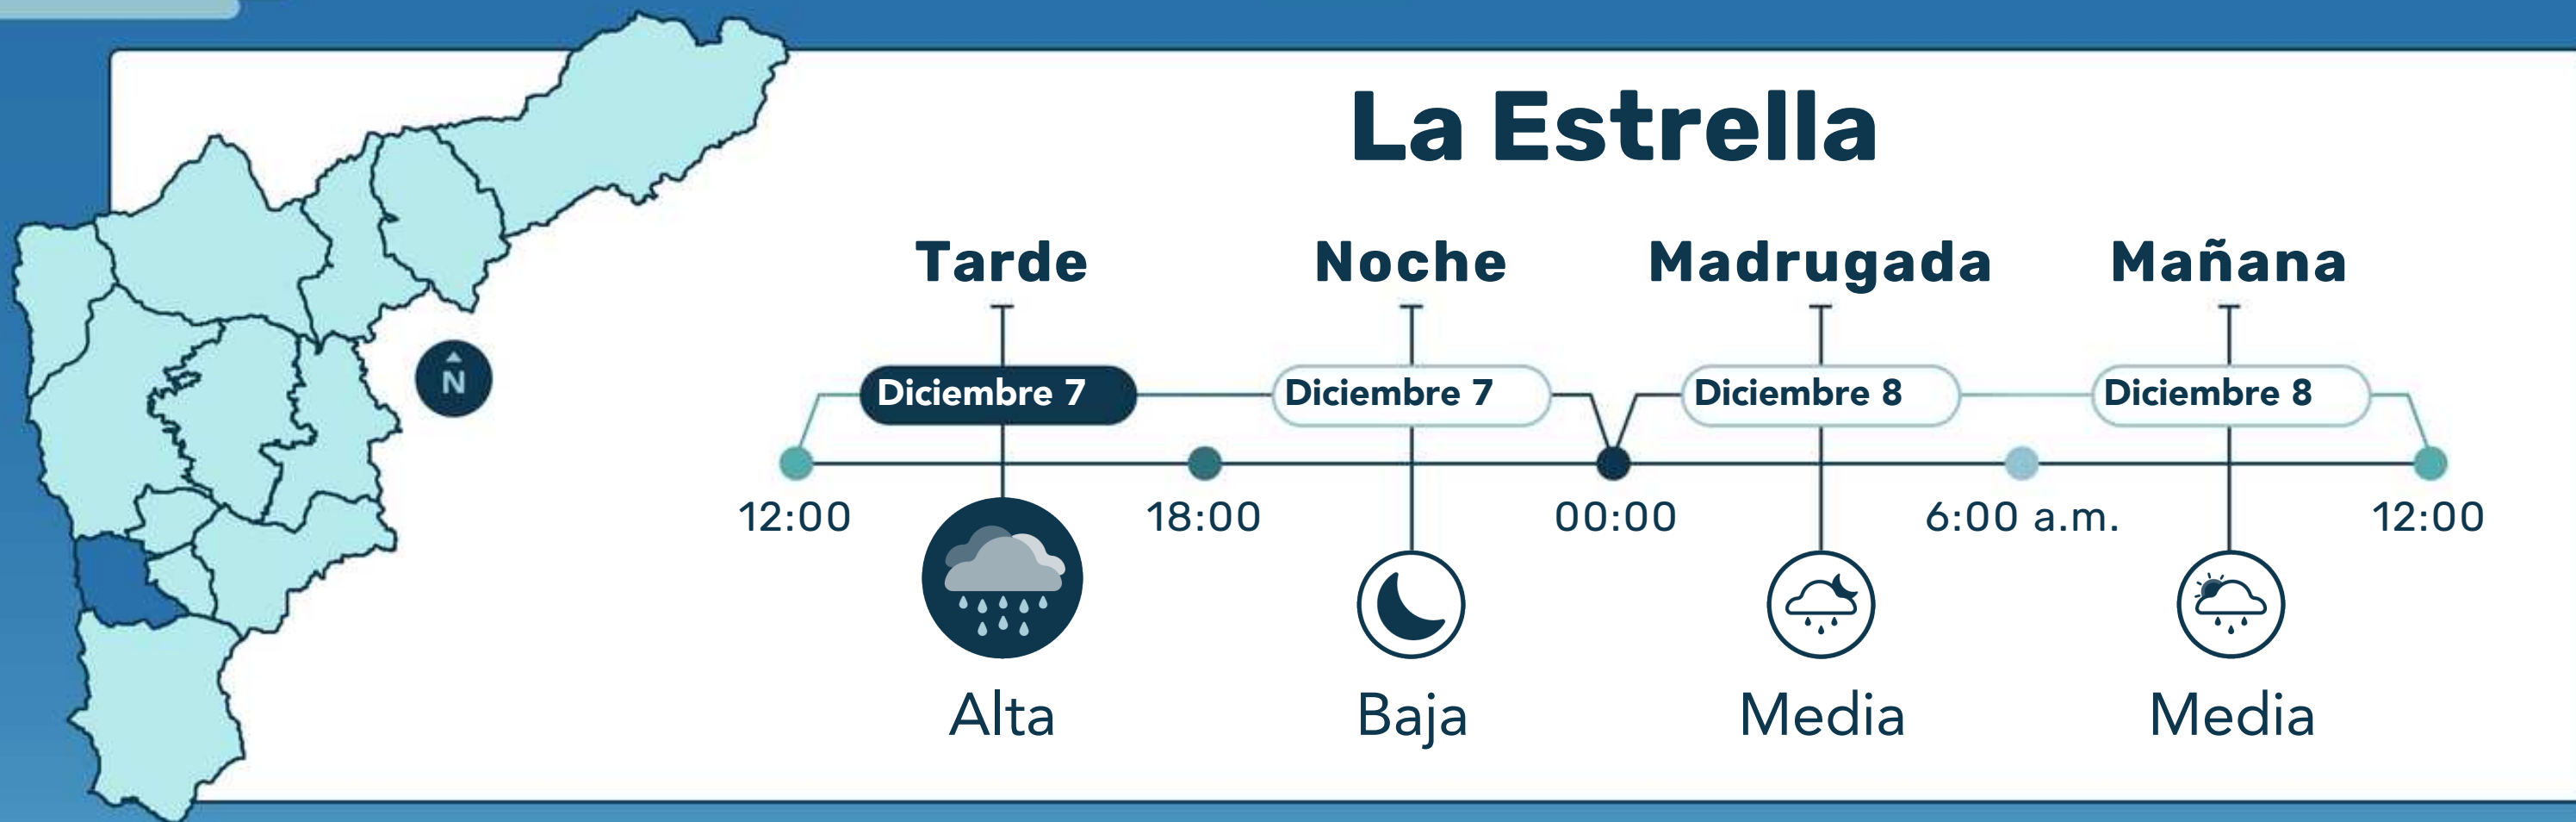 La Estrella
Tarde Noche Madrugada Mañana
N
Diciembre 7 Diciembre 7 Diciembre 8 Diciembre 8
12:00 18:00 00:00 6:00 a.m. 12:00
Alta Baja Media Media